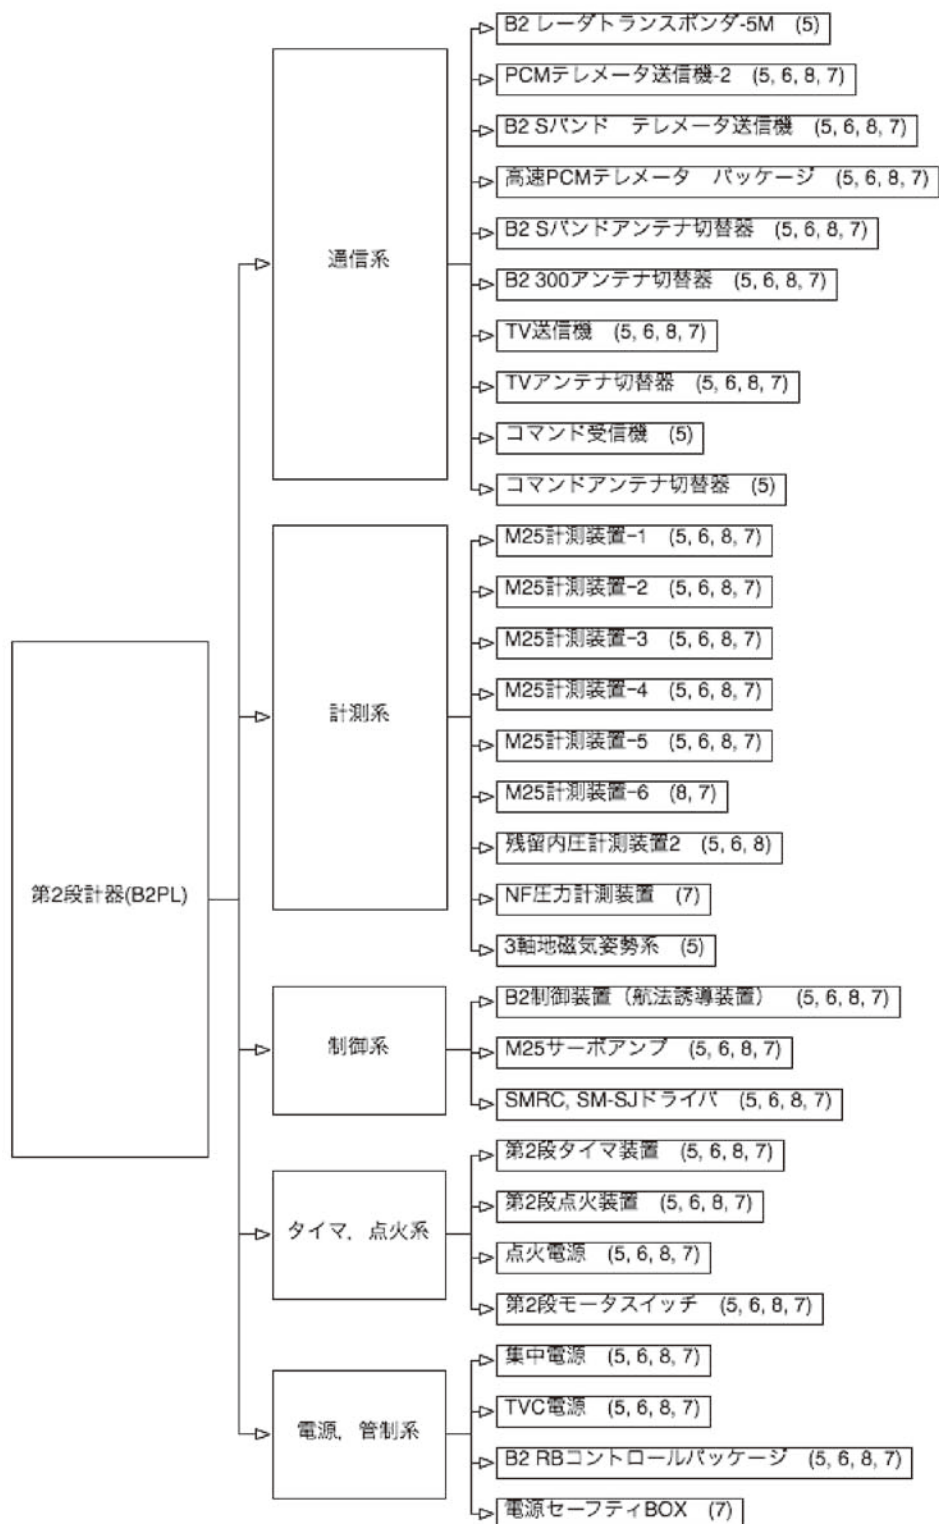 第2段計器(B2PL)
通信系
B2 レーダトランスポンダ-5M (5)
PCMテレメータ送信機-2 (5, 6, 8, 7)
B2 Sバンド　テレメータ送信機 (5, 6, 8, 7)
高速PCMテレメータ　パッケージ (5, 6, 8, 7)
B2 Sバンドアンテナ切替器 (5, 6, 8, 7)
B2 300アンテナ切替器 (5, 6, 8, 7)
TV送信機 (5, 6, 8, 7)
TVアンテナ切替器 (5, 6, 8, 7)
コマンド受信機 (5)
コマンドアンテナ切替器 (5)
計測系
M25計測装置−1 (5, 6, 8, 7)
M25計測装置−2 (5, 6, 8, 7)
M25計測装置−3 (5, 6, 8, 7)
M25計測装置−4 (5, 6, 8, 7)
M25計測装置−5 (5, 6, 8, 7)
M25計測装置−6 (8, 7)
残留内圧計測装置2 (5, 6, 8)
NF圧力計測装置 (7)
3軸地磁気姿勢系 (5)
制御系
B2制御装置（航法誘導装置） (5, 6, 8, 7)
M25サーボアンプ (5, 6, 8, 7)
SMRC, SM-SJドライバ (5, 6, 8, 7)
タイマ，点火系
第2段タイマ装置 (5, 6, 8, 7)
第2段点火装置 (5, 6, 8, 7)
点火電源 (5, 6, 8, 7)
第2段モータスイッチ (5, 6, 8, 7)
電源，管制系
集中電源 (5, 6, 8, 7)
TVC電源 (5, 6, 8, 7)
B2 RBコントロールパッケージ (5, 6, 8, 7)
電源セーフティBOX (7)